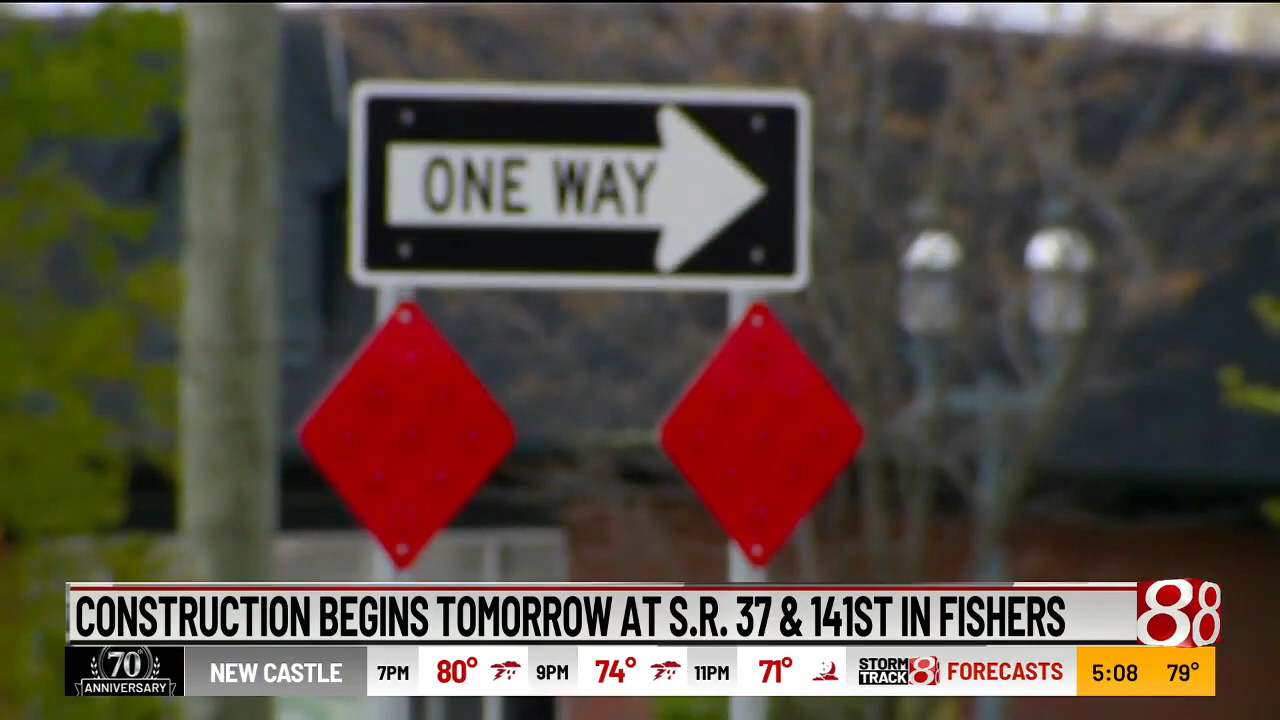 ONE WAY
CONSTRUCTION BEGINS TOMORROW AT S.R. 37 & 141ST IN FISHERS
8
70
ANNIVERSARY
NEW CASTLE
7PM 80° 9PM 74° 11PM 71°
STORM TRACK 8 FORECASTS
5:08 79°